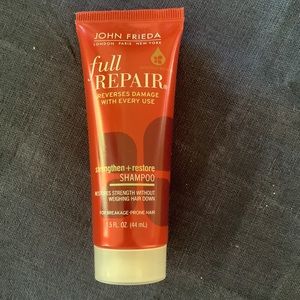 JOHN FRIEDA
LONDON PARIS NEW YORK
full
REPAIR
REVERSES DAMAGE
WITH EVERY USE
strengthen+restore
SHAMPOO
RESTORES STRENGTH WITHOUT
WEIGHING HAIR DOWN
FOR BREAKAGE-PRONE HAIR
1.5 FL. OZ. (44 mL)